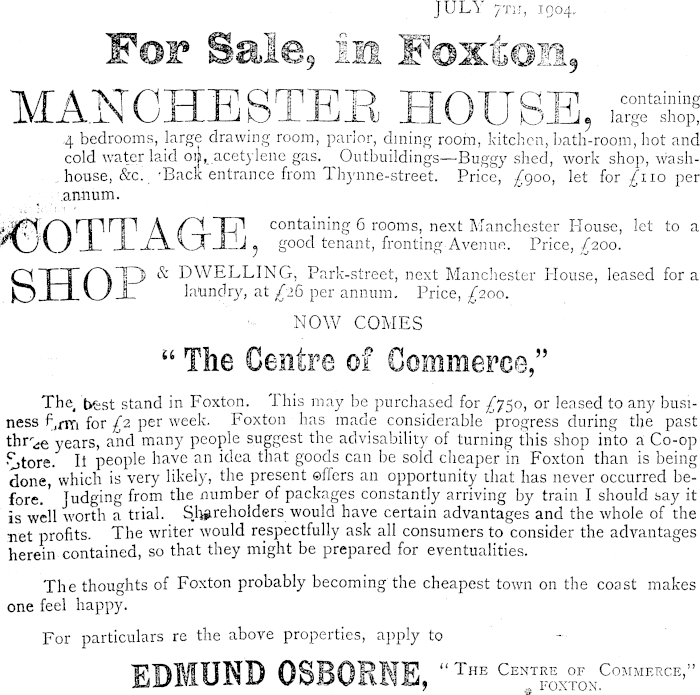 JULY 7TH, 1904.
For Sale, in Foxton,
MANCHESTER HOUSE, containing large shop,
4 bedrooms, large drawing room, parlor, dining room, kitchen, bath-room, hot and
cold water laid on, acetylene gas. Outbuildings—Buggy shed, work shop, wash-
house, &c. Back entrance from Thynne-street. Price, £900, let for £110 per
annum.
COTTAGE, containing 6 rooms, next Manchester House, let to a
good tenant, fronting Avenue. Price, £200.
SHOP & DWELLING, Park-street, next Manchester House, leased for a
laundry, at £26 per annum. Price, £200.
NOW COMES
"The Centre of Commerce,"
The best stand in Foxton. This may be purchased for £750, or leased to any busi-
ness firm for £2 per week. Foxton has made considerable progress during the past
three years, and many people suggest the advisability of turning this shop into a Co-op
Store. If people have an idea that goods can be sold cheaper in Foxton than is being
done, which is very likely, the present offers an opportunity that has never occurred be-
fore. Judging from the number of packages constantly arriving by train I should say it
is well worth a trial. Shareholders would have certain advantages and the whole of the
net profits. The writer would respectfully ask all consumers to consider the advantages
herein contained, so that they might be prepared for eventualities.
The thoughts of Foxton probably becoming the cheapest town on the coast makes
one feel happy.
For particulars re the above properties, apply to
EDMUND OSBORNE, "THE CENTRE OF COMMERCE,"
FOXTON.